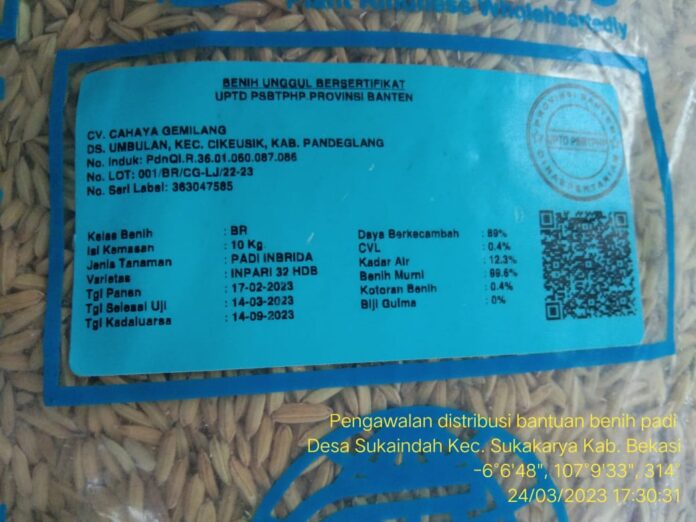 Plant Kindness Wholeheartedly
BENIH UNGGUL BERSERTIFIKAT
UPTD PSBTPHP PROVINSI BANTEN
CV. CAHAYA GEMILANG
DS. UMBULAN, KEC. CIKEUSIK, KAB. PANDEGLANG
No. Induk: PdnQI.R.36.01.060.087.086
No. LOT: 001/BR/CG-LJ/22-23
No. Seri Label: 363047585
UPTD PSBTPHP
Kelas Benih : BR
Isi Kemasan : 10 Kg.
Jenis Tanaman : PADI INBRIDA
Varietas : INPARI 32 HDB
Tgl Panen : 17-02-2023
Tgl Selesai Uji : 14-03-2023
Tgl Kadaluarsa : 14-09-2023
Daya Berkecambah : 89%
CVL : 0.4%
Kadar Air : 12.3%
Benih Murni : 99.6%
Kotoran Benih : 0.4%
Biji Gulma : 0%
Pengawalan distribusi bantuan benih padi
Desa Sukaindah Kec. Sukakarya Kab. Bekasi
-6°6'48", 107°9'33", 314°
24/03/2023 17:30:31